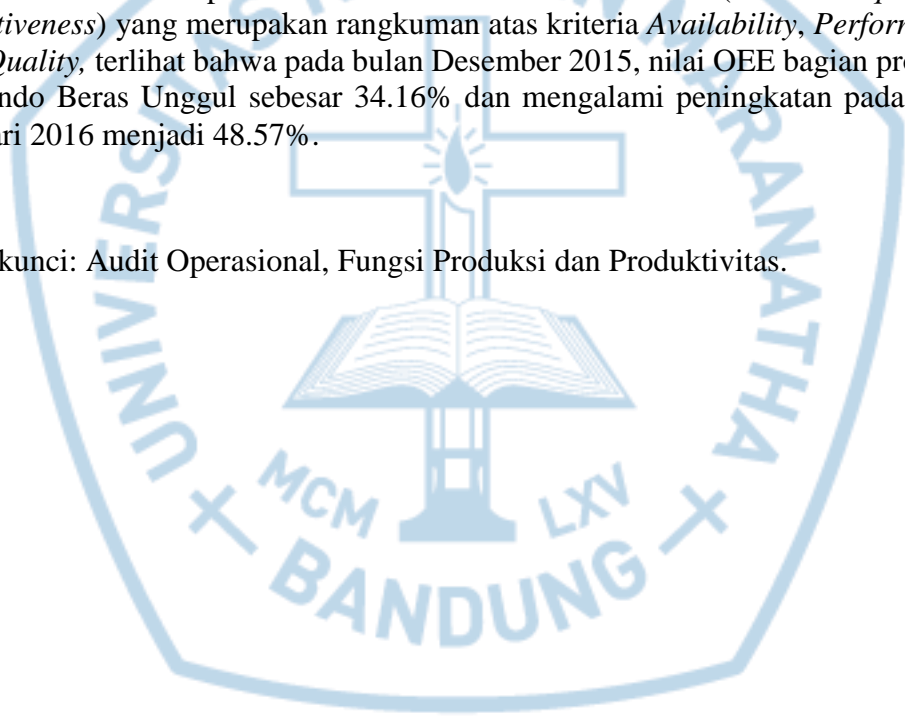 tiveness) yang merupakan rangkuman atas kriteria Availability, Perform
Quality, terlihat bahwa pada bulan Desember 2015, nilai OEE bagian pro
ndo Beras Unggul sebesar 34.16% dan mengalami peningkatan pada
ri 2016 menjadi 48.57%.
kunci: Audit Operasional, Fungsi Produksi dan Produktivitas.
UNIVERSITAS
MARANATHA
MCM
LXV
BANDUNG